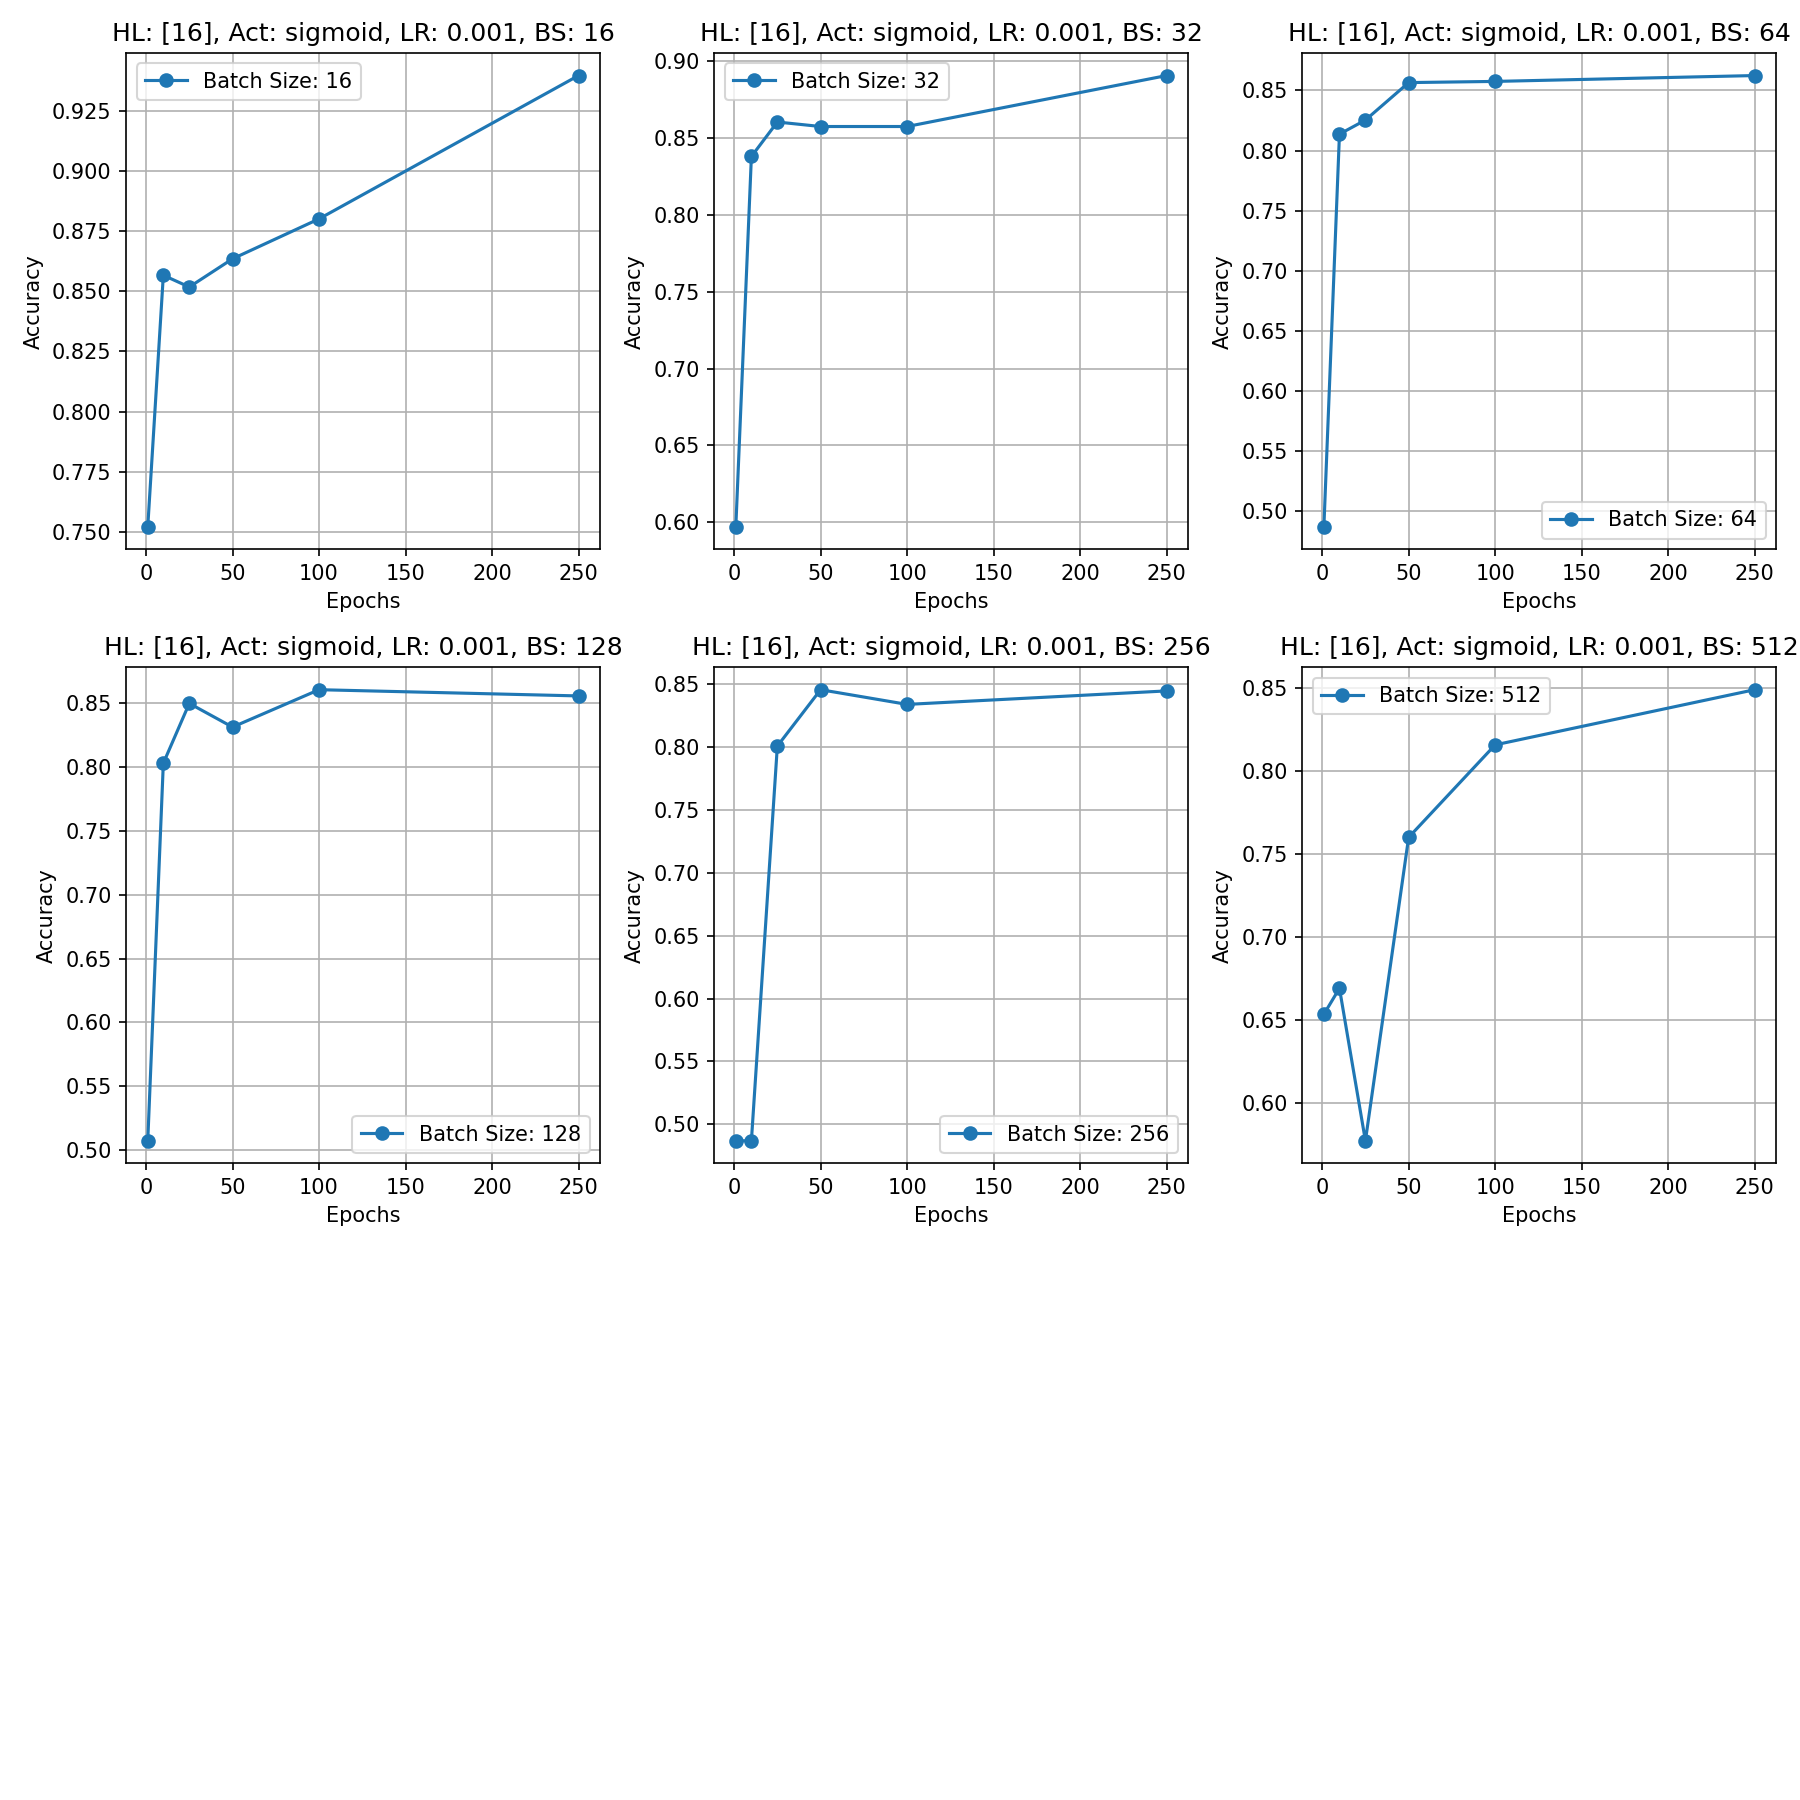 HL: [16], Act: sigmoid, LR: 0.001, BS: 16
Batch Size: 16
Accuracy
0.925
0.900
0.875
0.850
0.825
0.800
0.775
0.750
0 50 100 150 200 250
Epochs
HL: [16], Act: sigmoid, LR: 0.001, BS: 32
Batch Size: 32
Accuracy
0.90
0.85
0.80
0.75
0.70
0.65
0.60
0 50 100 150 200 250
Epochs
HL: [16], Act: sigmoid, LR: 0.001, BS: 64
Accuracy
0.85
0.80
0.75
0.70
0.65
0.60
0.55
0.50
Batch Size: 64
0 50 100 150 200 250
Epochs
HL: [16], Act: sigmoid, LR: 0.001, BS: 128
Accuracy
0.85
0.80
0.75
0.70
0.65
0.60
0.55
0.50
Batch Size: 128
0 50 100 150 200 250
Epochs
HL: [16], Act: sigmoid, LR: 0.001, BS: 256
Accuracy
0.85
0.80
0.75
0.70
0.65
0.60
0.55
0.50
Batch Size: 256
0 50 100 150 200 250
Epochs
HL: [16], Act: sigmoid, LR: 0.001, BS: 512
Batch Size: 512
Accuracy
0.85
0.80
0.75
0.70
0.65
0.60
0 50 100 150 200 250
Epochs